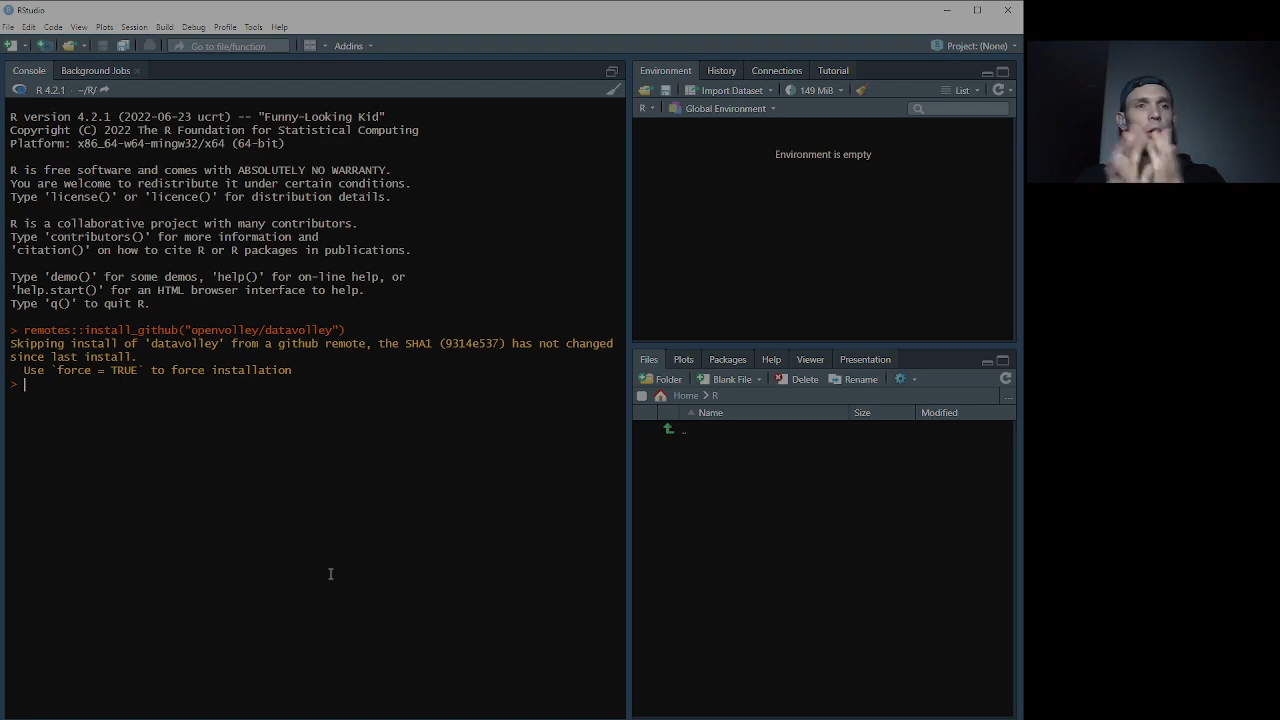 RStudio
File Edit Code View Plots Session Build Debug Profile Tools Help
Go to file/function Addins Project: (None)
Console Background Jobs
R 4.2.1 · ~/R/
R version 4.2.1 (2022-06-23 ucrt) -- "Funny-Looking Kid"
Copyright (C) 2022 The R Foundation for Statistical Computing
Platform: x86_64-w64-mingw32/x64 (64-bit)
R is free software and comes with ABSOLUTELY NO WARRANTY.
You are welcome to redistribute it under certain conditions.
Type 'license()' or 'licence()' for distribution details.
R is a collaborative project with many contributors.
Type 'contributors()' for more information and
'citation()' on how to cite R or R packages in publications.
Type 'demo()' for some demos, 'help()' for on-line help, or
'help.start()' for an HTML browser interface to help.
Type 'q()' to quit R.
> remotes::install_github("openvolley/datavolley")
Skipping install of 'datavolley' from a github remote, the SHA1 (9314e537) has not changed
since last install.
Use `force = TRUE` to force installation
>
Environment History Connections Tutorial
Import Dataset 149 MiB List
R Global Environment
Environment is empty
Files Plots Packages Help Viewer Presentation
Folder Blank File Delete Rename
Home R ...
Name Size Modified
..